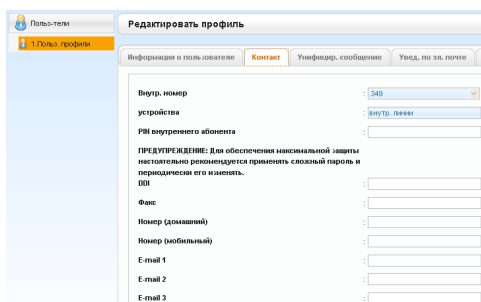 Польз-тели
Редактировать профиль
1.Польз. профили
Информация о пользователе
Контакт
Унифицир. сообщение
Увед. по эл. почте
Внутр. номер : 349
устройства : внутр. линии
PIN внутреннего абонента :
ПРЕДУПРЕЖДЕНИЕ: Для обеспечения максимальной защиты
настоятельно рекомендуется применять сложный пароль и
периодически его изменять.
DDI :
Факс :
Номер (домашний) :
Номер (мобильный) :
E-mail 1 :
E-mail 2 :
E-mail 3 :